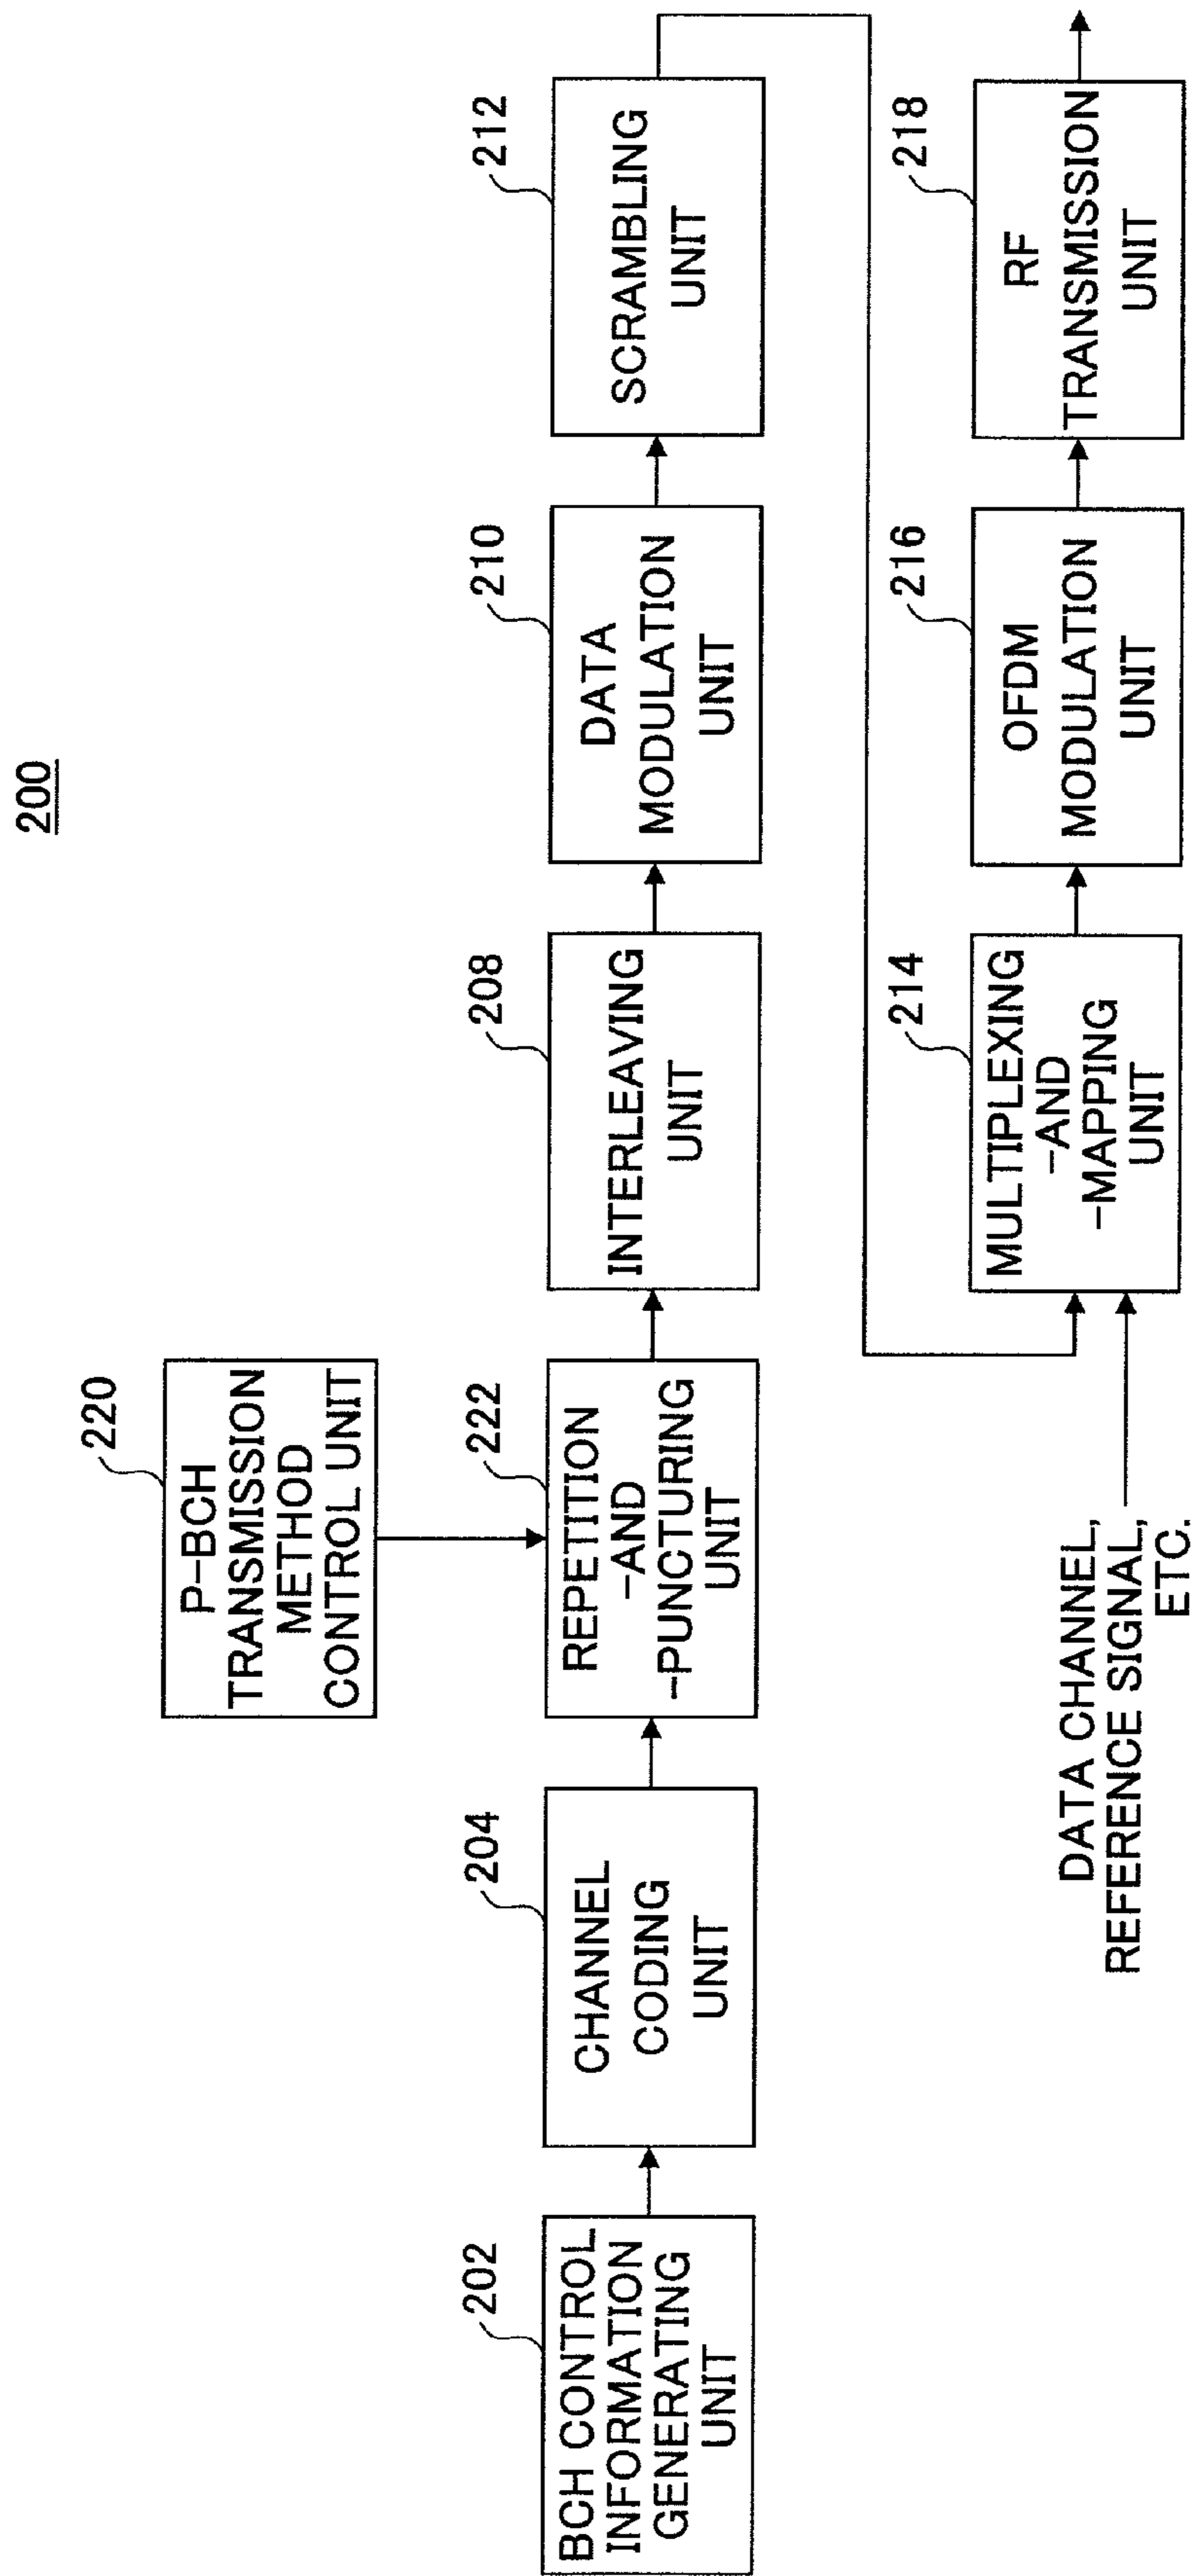 200
220
P-BCH
TRANSMISSION
METHOD
CONTROL UNIT
202
BCH CONTROL
INFORMATION
GENERATING
UNIT
204
CHANNEL
CODING
UNIT
222
REPETITION
-AND
-PUNCTURING
UNIT
208
INTERLEAVING
UNIT
210
DATA
MODULATION
UNIT
212
SCRAMBLING
UNIT
DATA CHANNEL,
REFERENCE SIGNAL,
ETC.
214
MULTIPLEXING
-AND
-MAPPING
UNIT
216
OFDM
MODULATION
UNIT
218
RF
TRANSMISSION
UNIT